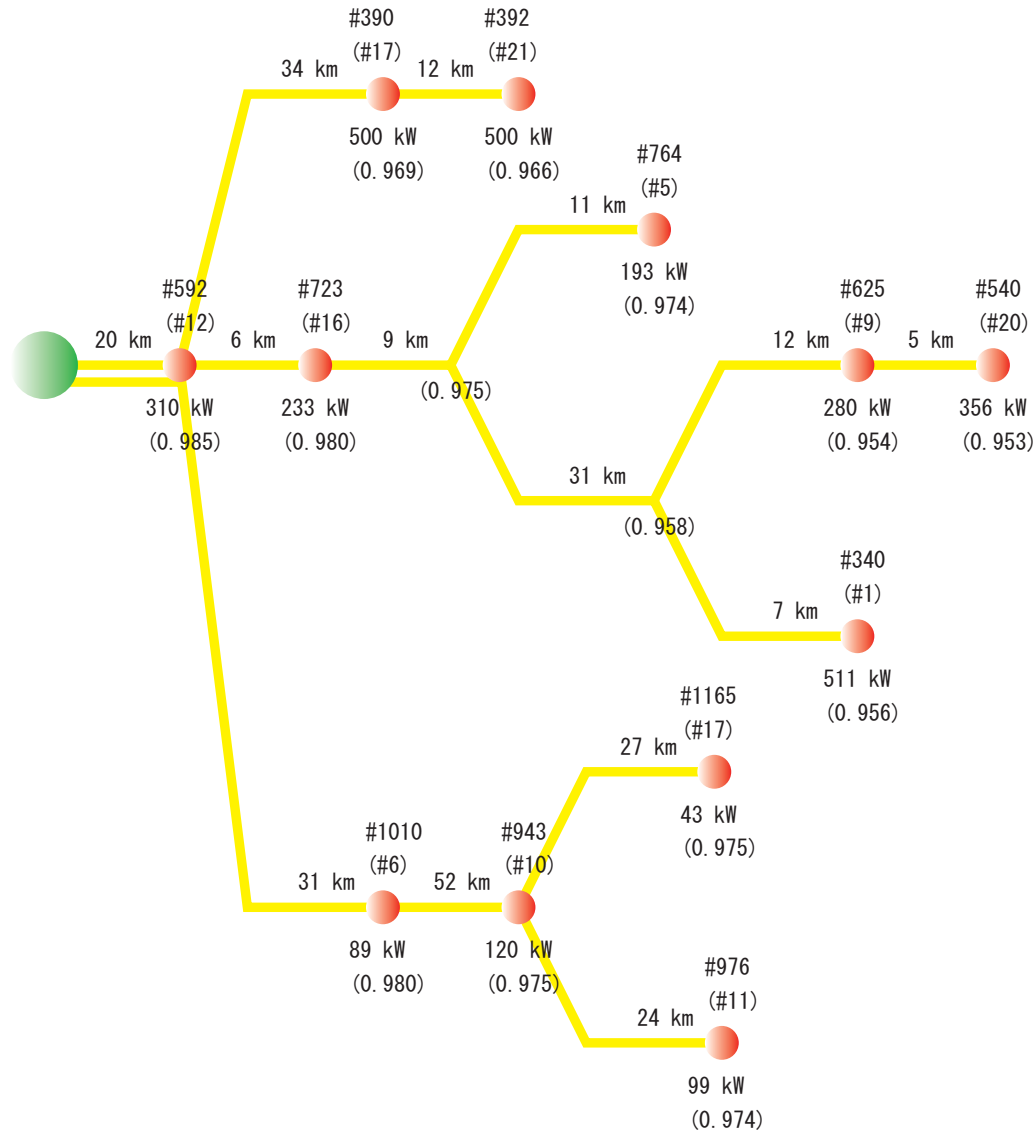 #390
(#17)
#392
(#21)
34 km
12 km
500 kW
(0.969)
500 kW
(0.966)
#764
(#5)
11 km
193 kW
(0.974)
#592
(#12)
#723
(#16)
20 km
6 km
9 km
310 kW
(0.985)
233 kW
(0.980)
(0.975)
#625
(#9)
#540
(#20)
12 km
5 km
280 kW
(0.954)
356 kW
(0.953)
31 km
(0.958)
#340
(#1)
7 km
511 kW
(0.956)
#1165
(#17)
27 km
43 kW
(0.975)
#1010
(#6)
#943
(#10)
31 km
52 km
89 kW
(0.980)
120 kW
(0.975)
#976
(#11)
24 km
99 kW
(0.974)